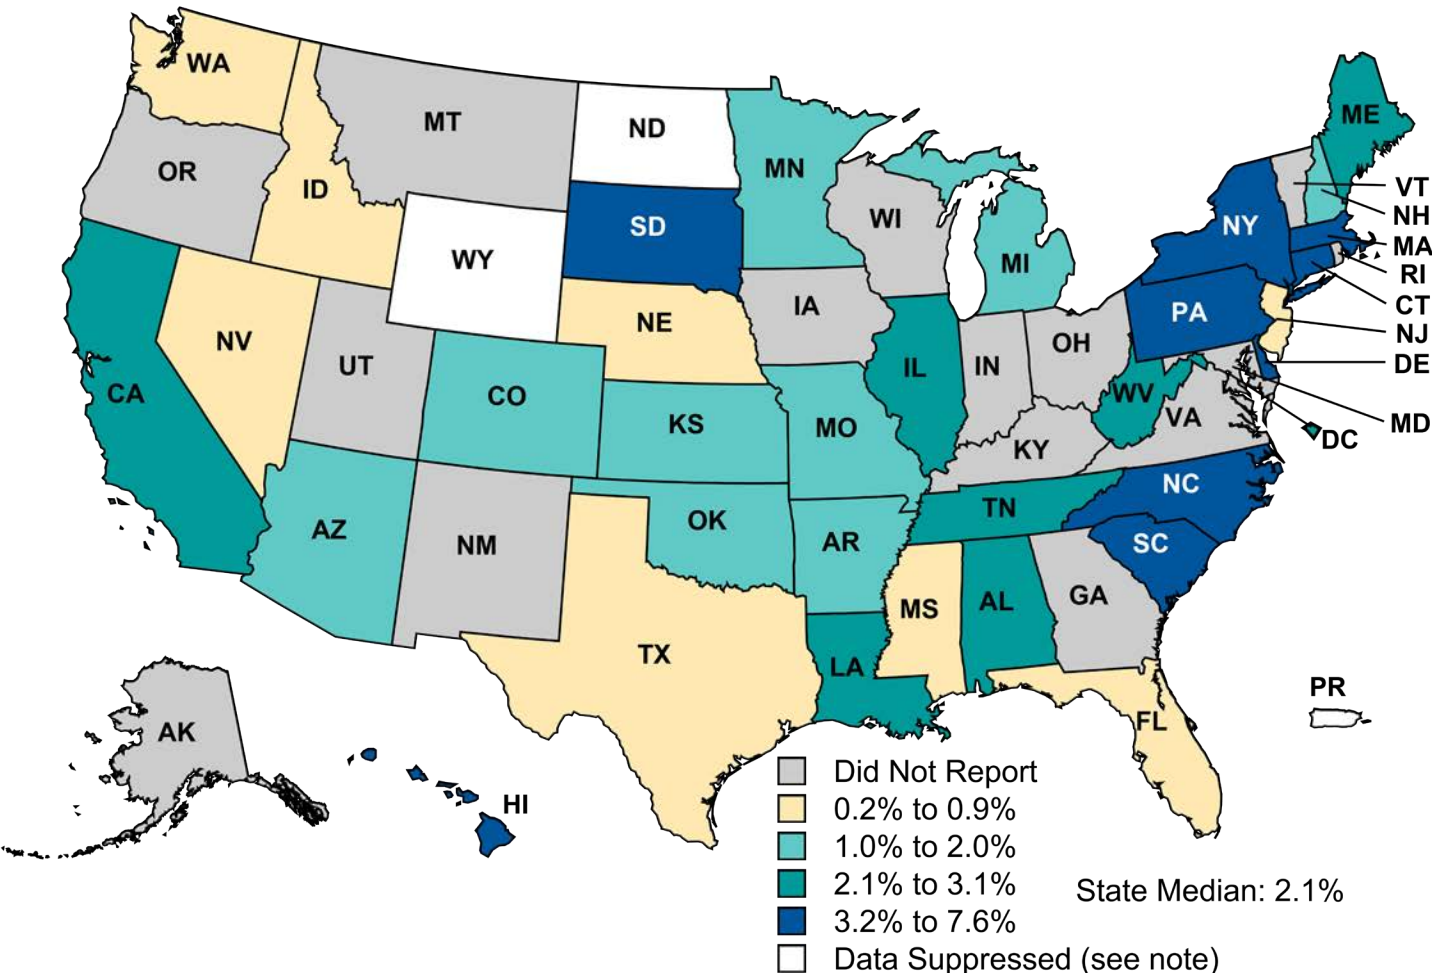 WA
MT
ND
ME
MN
OR
ID
VT
WI
NH
SD
NY
MA
WY
MI
RI
CT
IA
PA
NE
NJ
NV
OH
UT
IL
IN
DE
CA
CO
WV
KS
VA
MD
MO
DC
KY
NC
TN
AZ
OK
AR
SC
NM
GA
AL
MS
TX
LA
PR
FL
AK
HI
Did Not Report
0.2% to 0.9%
1.0% to 2.0%
2.1% to 3.1%
State Median: 2.1%
3.2% to 7.6%
Data Suppressed (see note)